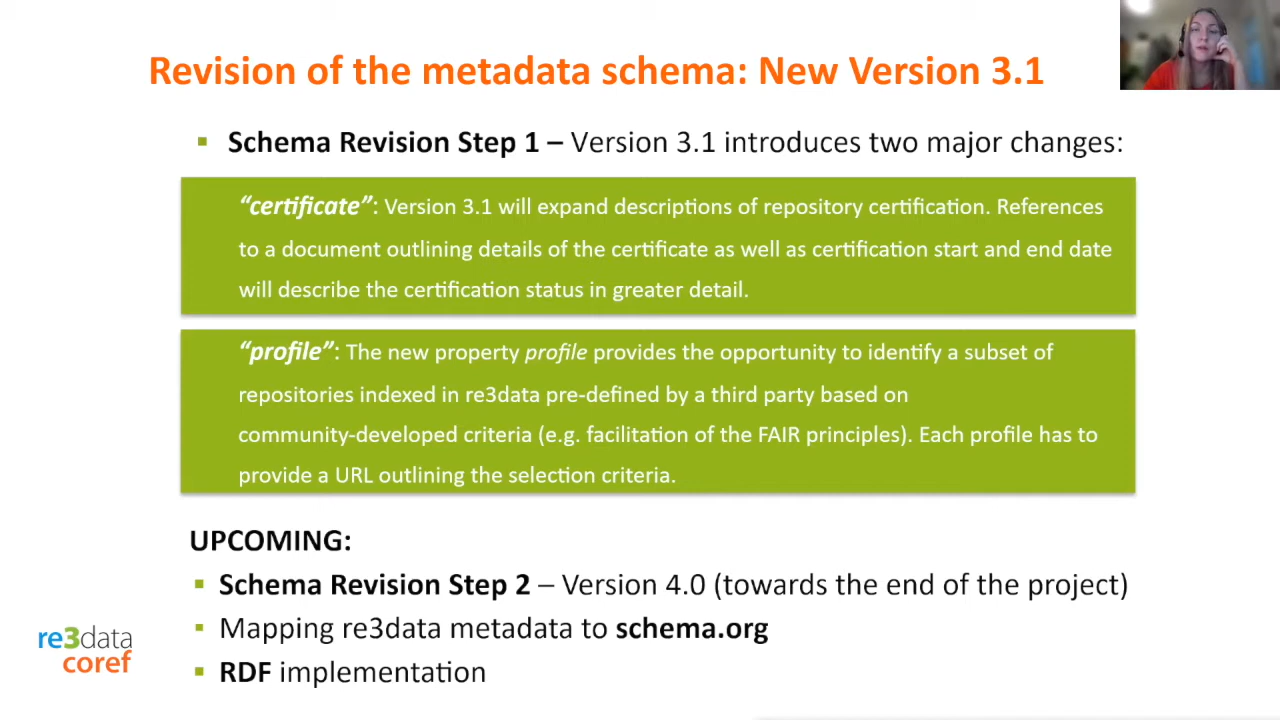 Revision of the metadata schema: New Version 3.1
▪ Schema Revision Step 1 – Version 3.1 introduces two major changes:
“certificate”: Version 3.1 will expand descriptions of repository certification. References
to a document outlining details of the certificate as well as certification start and end date
will describe the certification status in greater detail.
“profile”: The new property profile provides the opportunity to identify a subset of
repositories indexed in re3data pre-defined by a third party based on
community-developed criteria (e.g. facilitation of the FAIR principles). Each profile has to
provide a URL outlining the selection criteria.
UPCOMING:
▪ Schema Revision Step 2 – Version 4.0 (towards the end of the project)
▪ Mapping re3data metadata to schema.org
▪ RDF implementation
re3data
coref